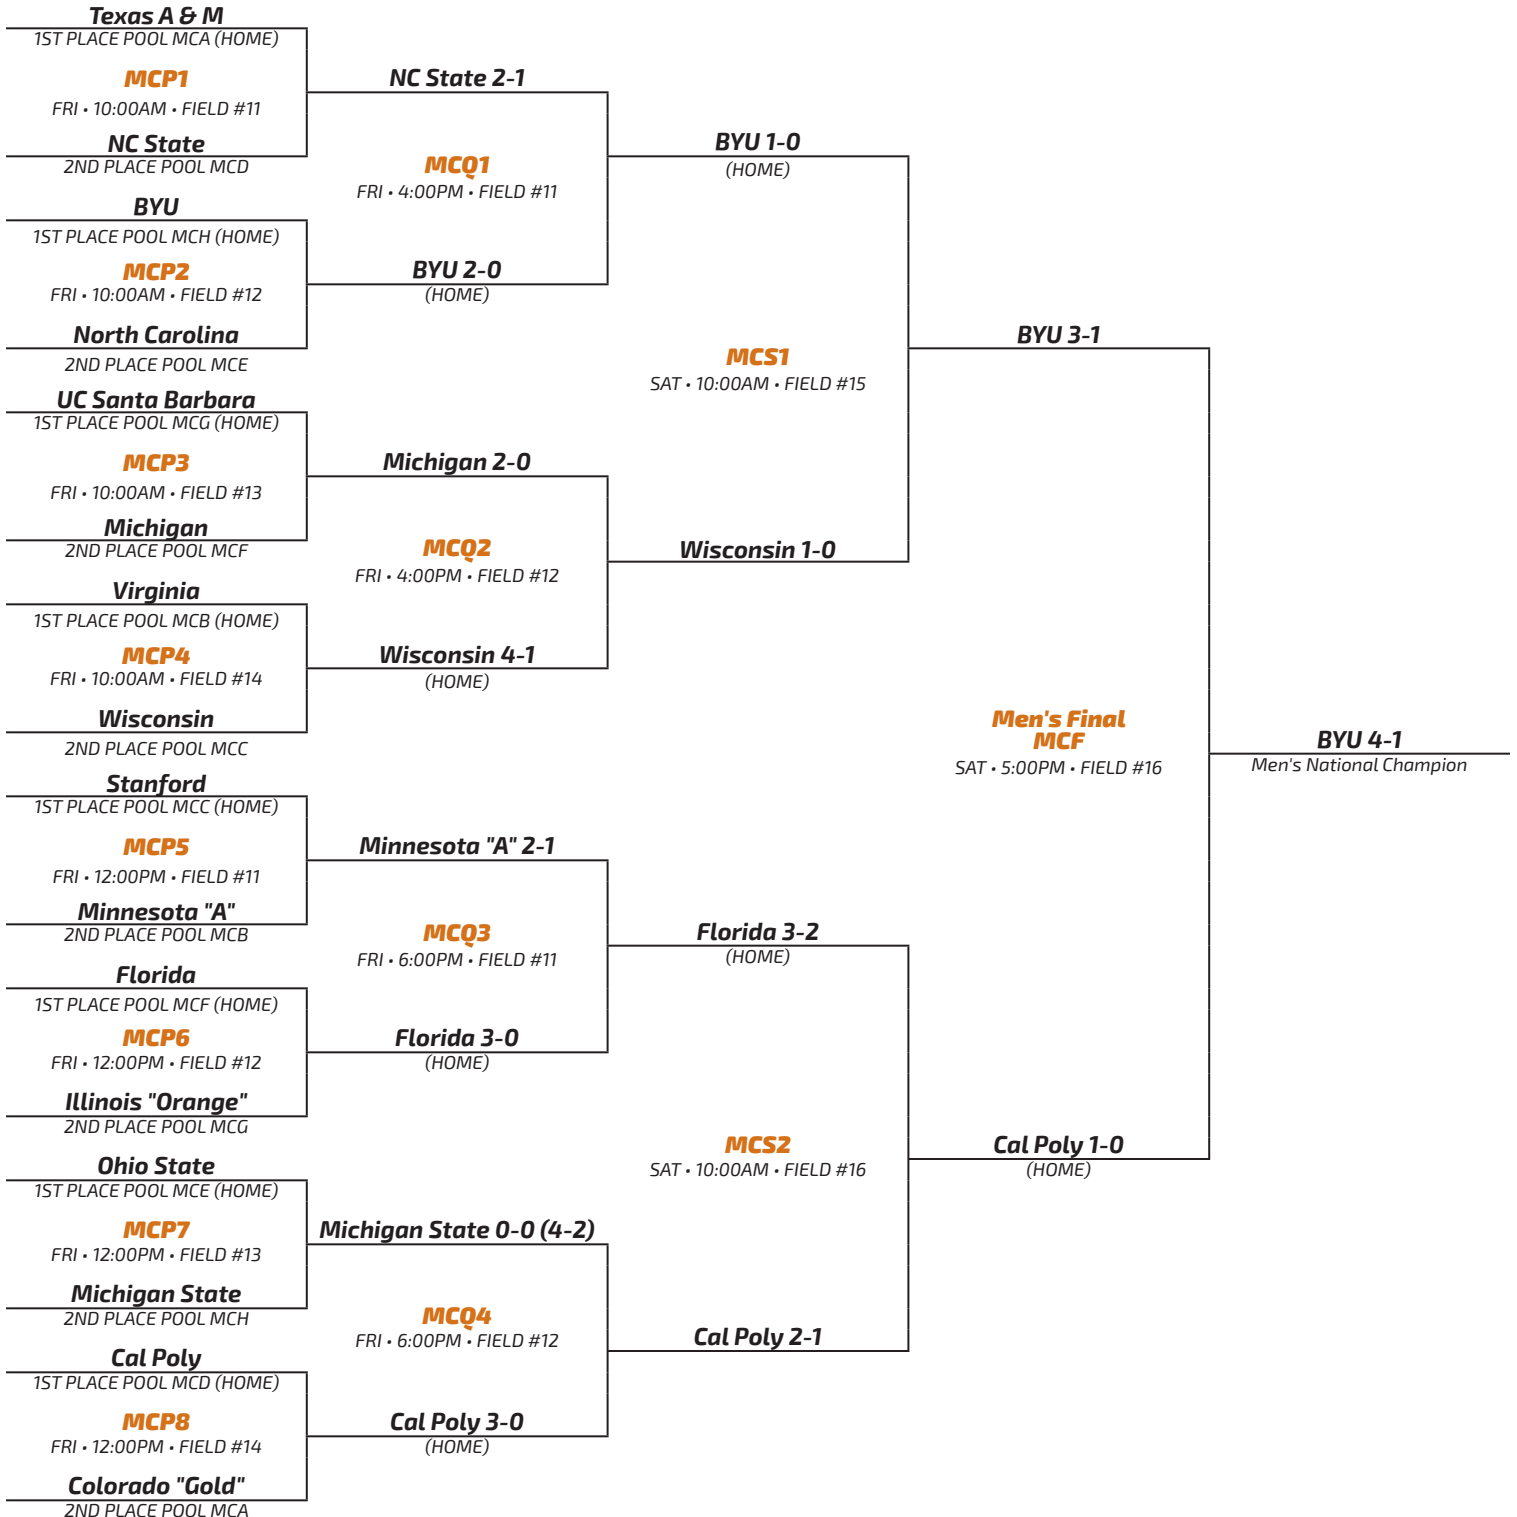 Texas A & M
1ST PLACE POOL MCA (HOME)
MCP1
FRI • 10:00AM • FIELD #11
NC State
2ND PLACE POOL MCD
BYU
1ST PLACE POOL MCH (HOME)
MCP2
FRI • 10:00AM • FIELD #12
North Carolina
2ND PLACE POOL MCE
UC Santa Barbara
1ST PLACE POOL MCG (HOME)
MCP3
FRI • 10:00AM • FIELD #13
Michigan
2ND PLACE POOL MCF
Virginia
1ST PLACE POOL MCB (HOME)
MCP4
FRI • 10:00AM • FIELD #14
Wisconsin
2ND PLACE POOL MCC
Stanford
1ST PLACE POOL MCC (HOME)
MCP5
FRI • 12:00PM • FIELD #11
Minnesota "A"
2ND PLACE POOL MCB
Florida
1ST PLACE POOL MCF (HOME)
MCP6
FRI • 12:00PM • FIELD #12
Illinois "Orange"
2ND PLACE POOL MCG
Ohio State
1ST PLACE POOL MCE (HOME)
MCP7
FRI • 12:00PM • FIELD #13
Michigan State
2ND PLACE POOL MCH
Cal Poly
1ST PLACE POOL MCD (HOME)
MCP8
FRI • 12:00PM • FIELD #14
Colorado "Gold"
2ND PLACE POOL MCA
NC State 2-1
MCQ1
FRI • 4:00PM • FIELD #11
BYU 2-0
(HOME)
Michigan 2-0
MCQ2
FRI • 4:00PM • FIELD #12
Wisconsin 4-1
(HOME)
Minnesota "A" 2-1
MCQ3
FRI • 6:00PM • FIELD #11
Florida 3-0
(HOME)
Michigan State 0-0 (4-2)
MCQ4
FRI • 6:00PM • FIELD #12
Cal Poly 3-0
(HOME)
BYU 1-0
(HOME)
MCS1
SAT • 10:00AM • FIELD #15
Wisconsin 1-0
Florida 3-2
(HOME)
MCS2
SAT • 10:00AM • FIELD #16
Cal Poly 2-1
BYU 3-1
Men's Final
MCF
SAT • 5:00PM • FIELD #16
Cal Poly 1-0
(HOME)
BYU 4-1
Men's National Champion